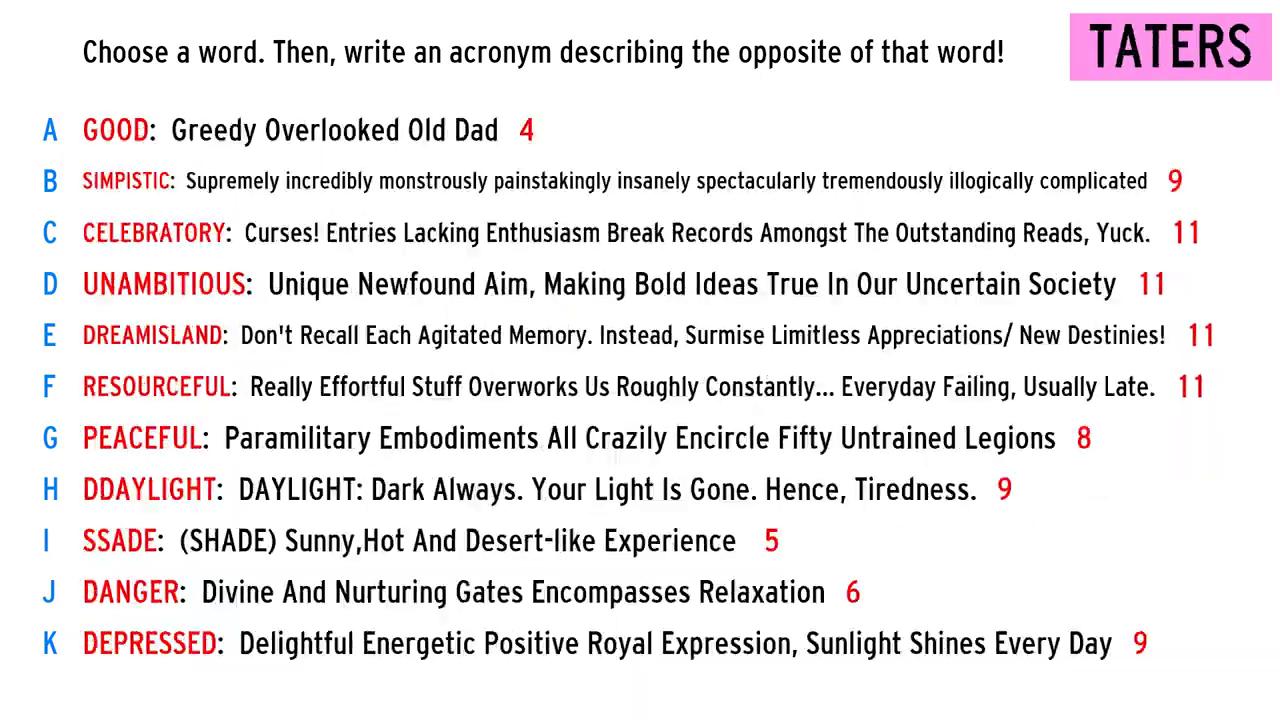 Choose a word. Then, write an acronym describing the opposite of that word!
TATERS
A GOOD: Greedy Overlooked Old Dad 4
B SIMPISTIC: Supremely incredibly monstrously painstakingly insanely spectacularly tremendously illogically complicated 9
C CELEBRATORY: Curses! Entries Lacking Enthusiasm Break Records Amongst The Outstanding Reads, Yuck. 11
D UNAMBITIOUS: Unique Newfound Aim, Making Bold Ideas True In Our Uncertain Society 11
E DREAMISLAND: Don't Recall Each Agitated Memory. Instead, Surmise Limitless Appreciations/ New Destinies! 11
F RESOURCEFUL: Really Effortful Stuff Overworks Us Roughly Constantly... Everyday Failing, Usually Late. 11
G PEACEFUL: Paramilitary Embodiments All Crazily Encircle Fifty Untrained Legions 8
H DDAYLIGHT: DAYLIGHT: Dark Always. Your Light Is Gone. Hence, Tiredness. 9
I SSADE: (SHADE) Sunny,Hot And Desert-like Experience 5
J DANGER: Divine And Nurturing Gates Encompasses Relaxation 6
K DEPRESSED: Delightful Energetic Positive Royal Expression, Sunlight Shines Every Day 9